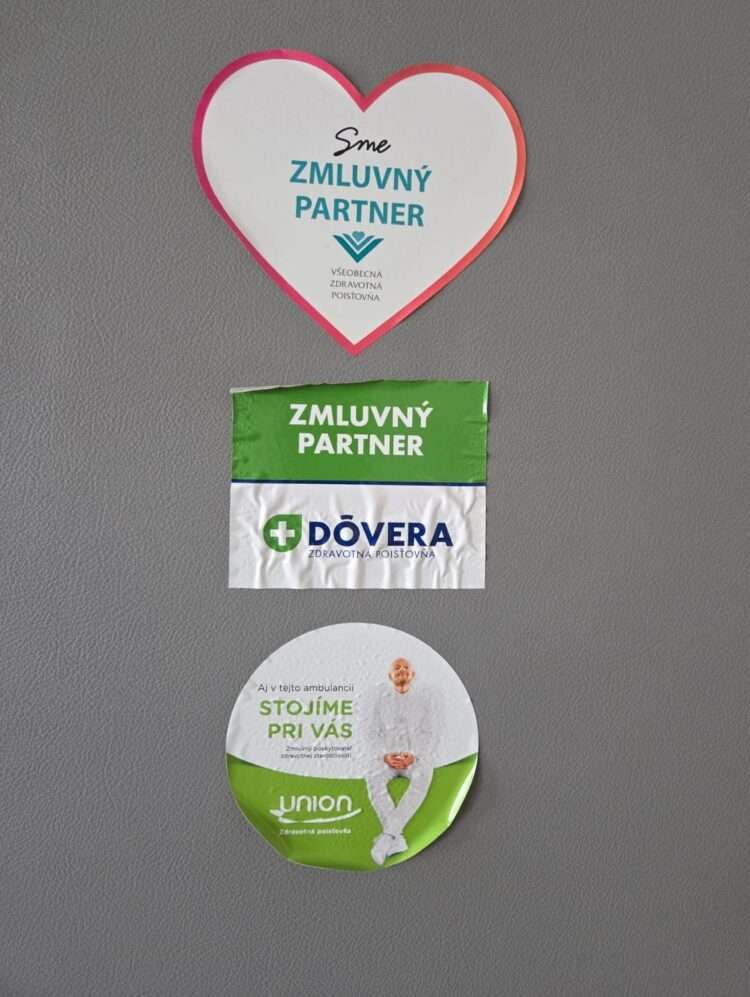 Sme
ZMLUVNÝ
PARTNER
VŠEOBECNÁ
ZDRAVOTNÁ
POISŤOVŇA
ZMLUVNÝ
PARTNER
DÔVERA
ZDRAVOTNÁ POISŤOVŇA
Aj v tejto ambulancii
STOJÍME
PRI VÁS
Zmluvný poskytovateľ
zdravotnej starostlivosti
union
Zdravotná poisťovňa